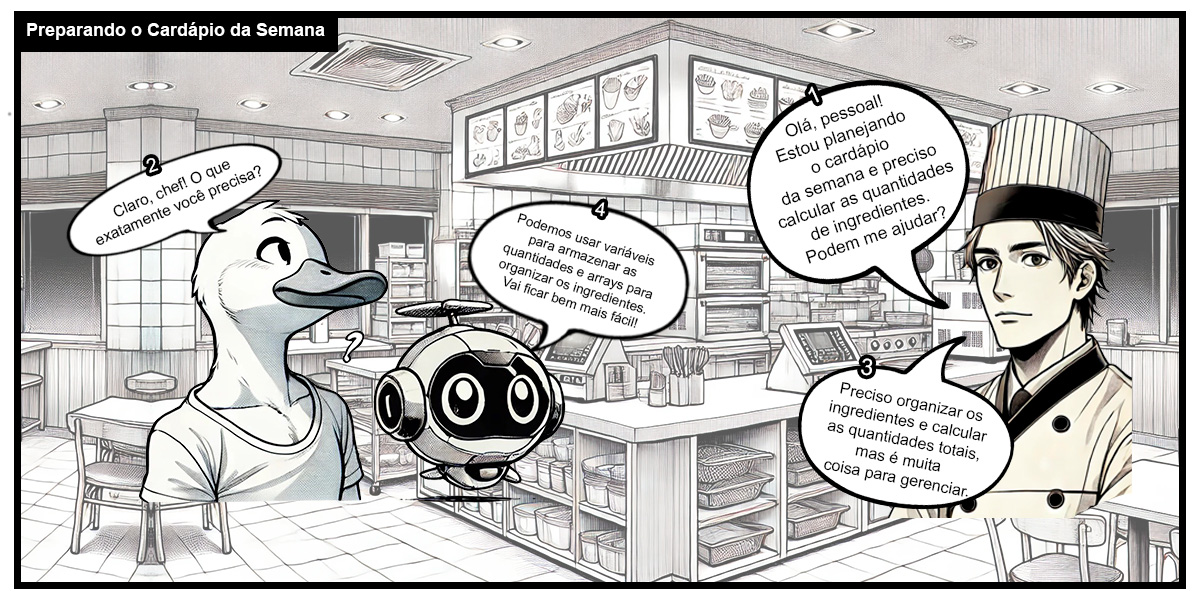 Preparando o Cardápio da Semana
1
Olá, pessoal!
Estou planejando
o cardápio
da semana e preciso
calcular as quantidades
de ingredientes.
Podem me ajudar?
2
Claro, chef! O que
exatamente você precisa?
3
Preciso organizar os
ingredientes e calcular
as quantidades totais,
mas é muita
coisa para gerenciar.
4
Podemos usar variáveis
para armazenar as
quantidades e arrays para
organizar os ingredientes.
Vai ficar bem mais fácil!
?